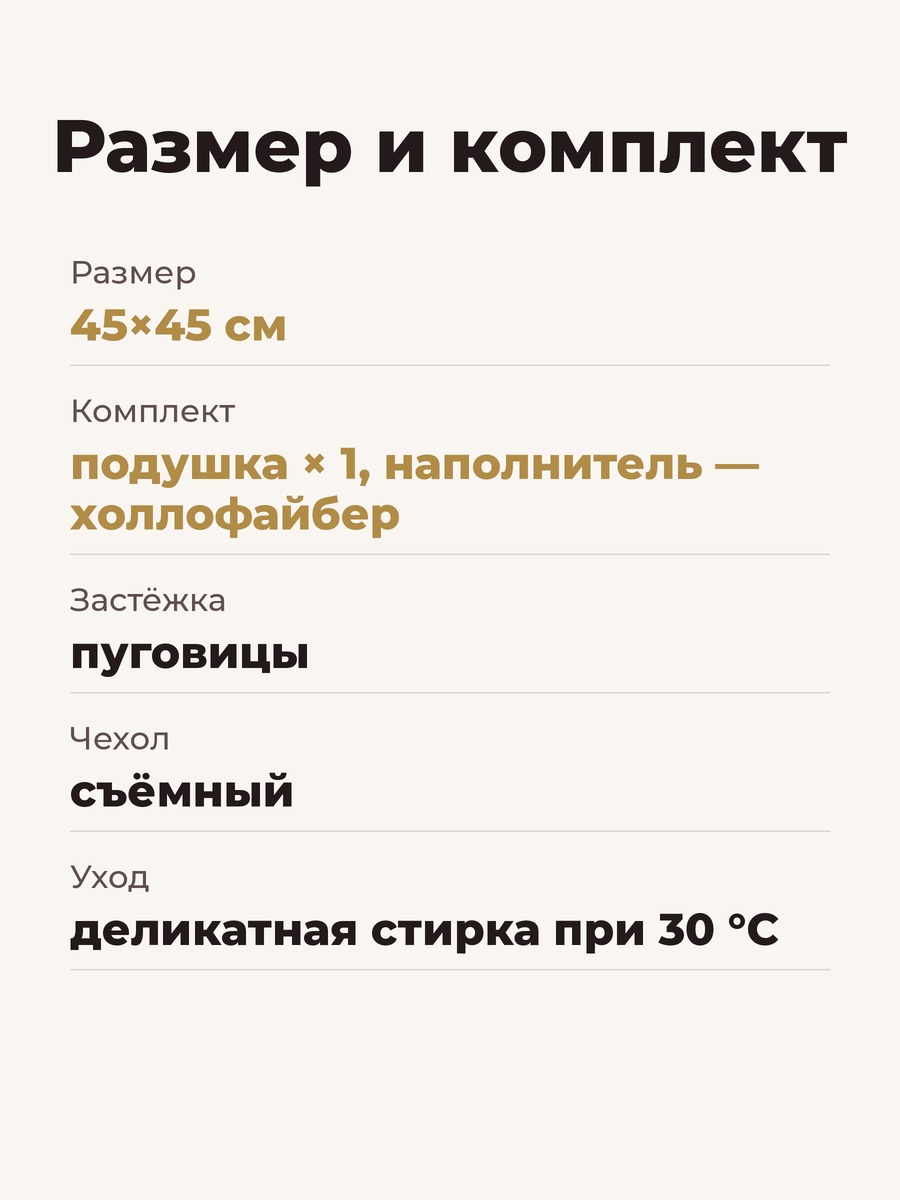 Размер и комплект
Размер
45×45 см
Комплект
подушка × 1, наполнитель —
холлофайбер
Застёжка
пуговицы
Чехол
съёмный
Уход
деликатная стирка при 30 °C